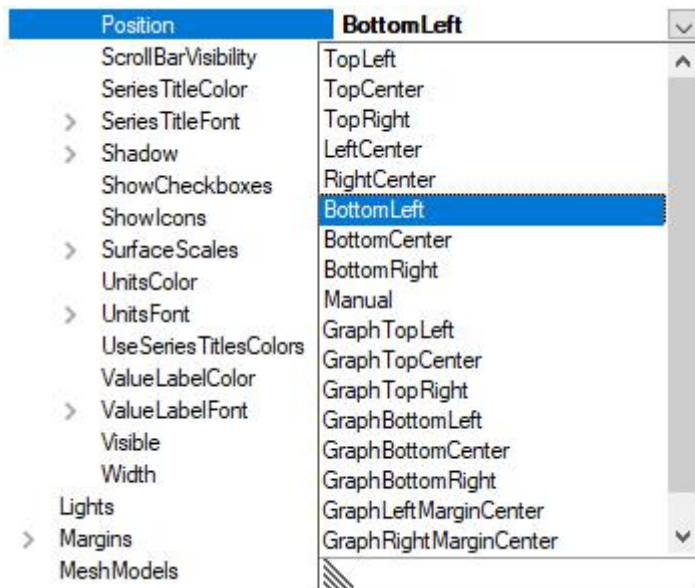 Position BottomLeft
ScrollBarVisibility TopLeft
SeriesTitleColor TopCenter
SeriesTitleFont TopRight
Shadow LeftCenter
ShowCheckboxes RightCenter
ShowIcons BottomLeft
SurfaceScales BottomCenter
UnitsColor BottomRight
UnitsFont Manual
UseSeriesTitlesColors GraphTopLeft
ValueLabelColor GraphTopCenter
ValueLabelFont GraphTopRight
Visible GraphBottomLeft
Width GraphBottomCenter
Lights GraphBottomRight
Margins GraphLeftMarginCenter
MeshModels GraphRightMarginCenter